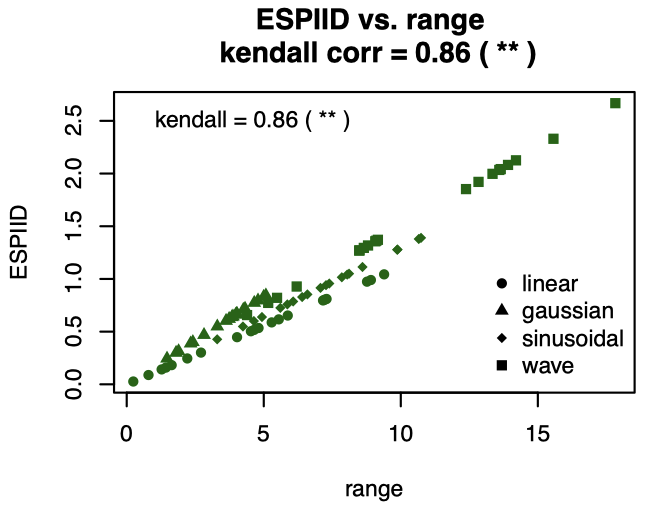 ESPIID vs. range
kendall corr = 0.86 ( ** )
kendall = 0.86 ( ** )
ESPIID
2.5
2.0
1.5
1.0
0.5
0.0
linear
gaussian
sinusoidal
wave
0 5 10 15
range